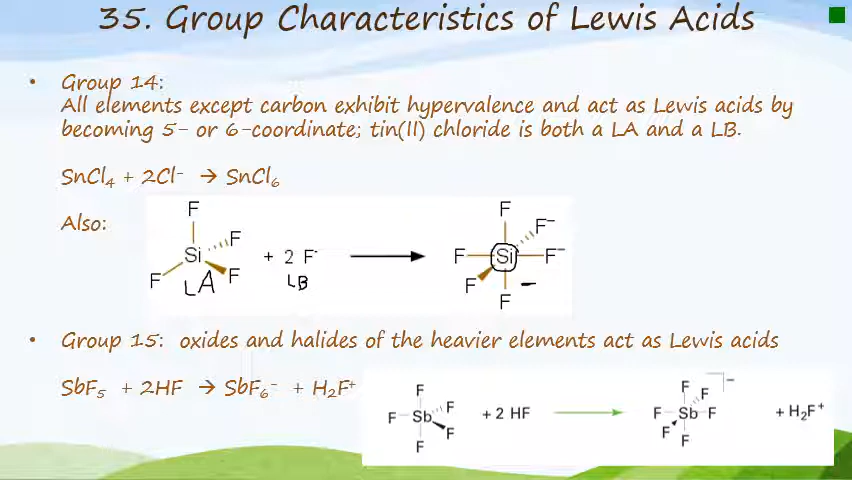 35. Group Characteristics of Lewis Acids
• Group 14:
All elements except carbon exhibit hypervalence and act as Lewis acids by
becoming 5- or 6-coordinate; tin(II) chloride is both a LA and a LB.
SnCl₄ + 2Cl⁻ → SnCl₆
Also:
F
Si
F
F
F
LA
+ 2 F⁻
LB
F
F⁻
F
Si
F⁻
F
F
–
• Group 15: oxides and halides of the heavier elements act as Lewis acids
SbF₅ + 2HF → SbF₆⁻ + H₂F⁺
F
F
Sb
F
F
F
+ 2 HF
F
F
F
Sb
F
F
F
–
+ H₂F⁺